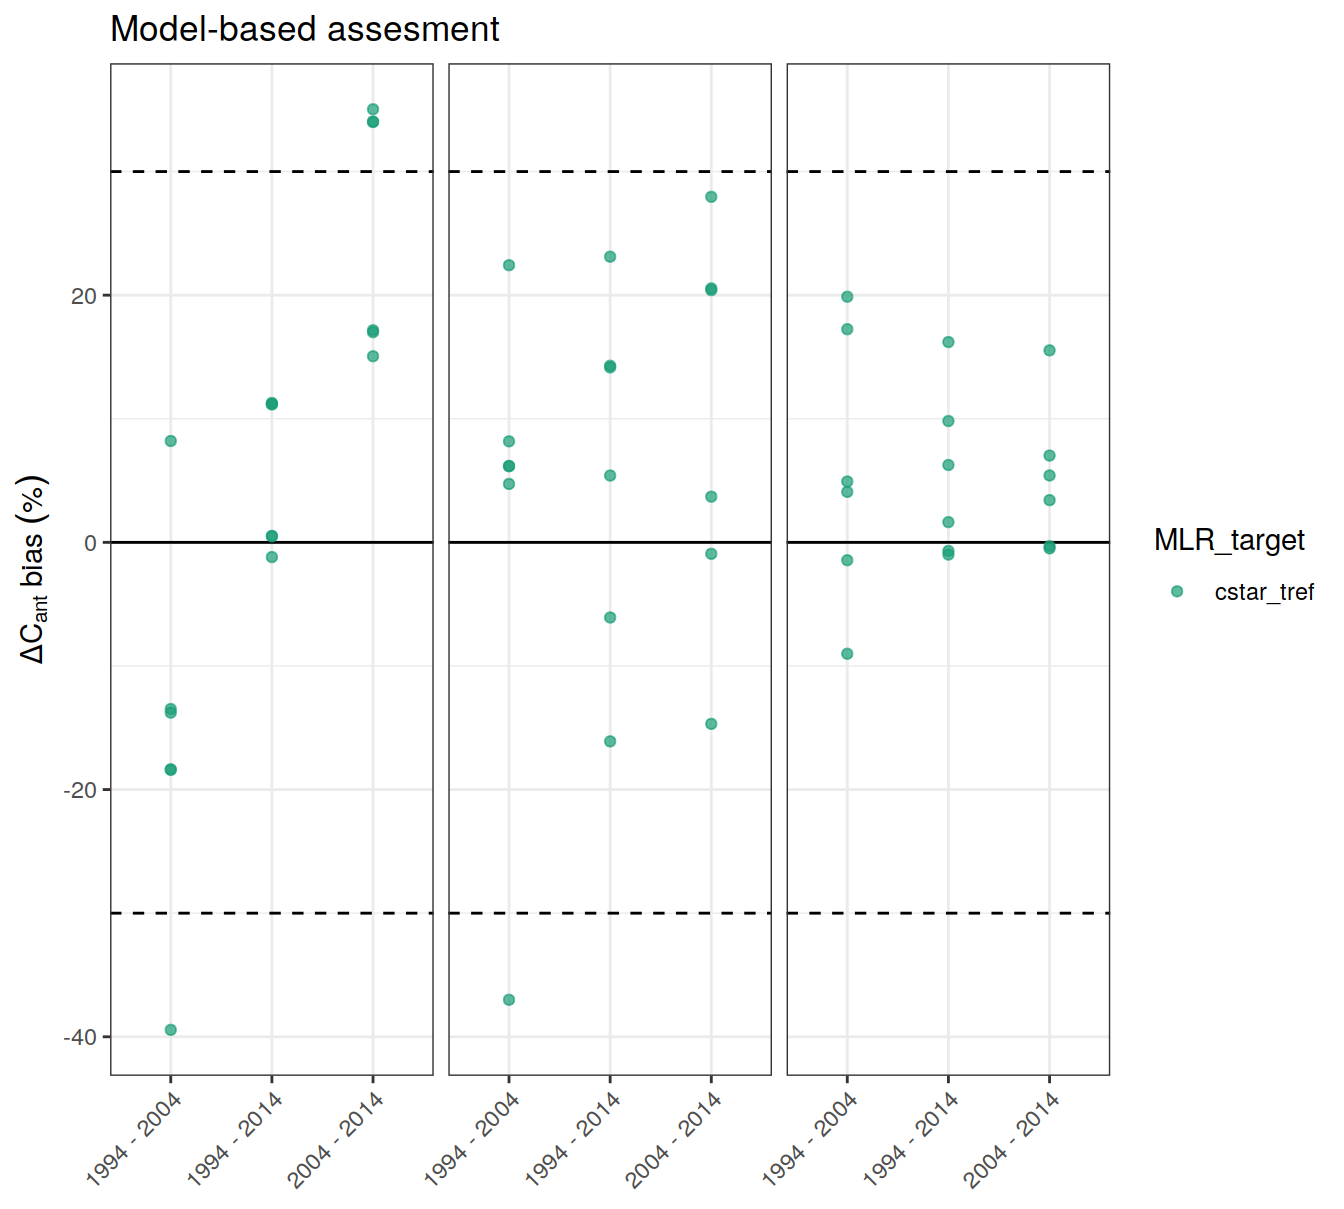 Model-based assesment
ΔCant bias (%)
20
0
-20
-40
1994 - 2004
1994 - 2014
2004 - 2014
1994 - 2004
1994 - 2014
2004 - 2014
1994 - 2004
1994 - 2014
2004 - 2014
MLR_target
cstar_tref